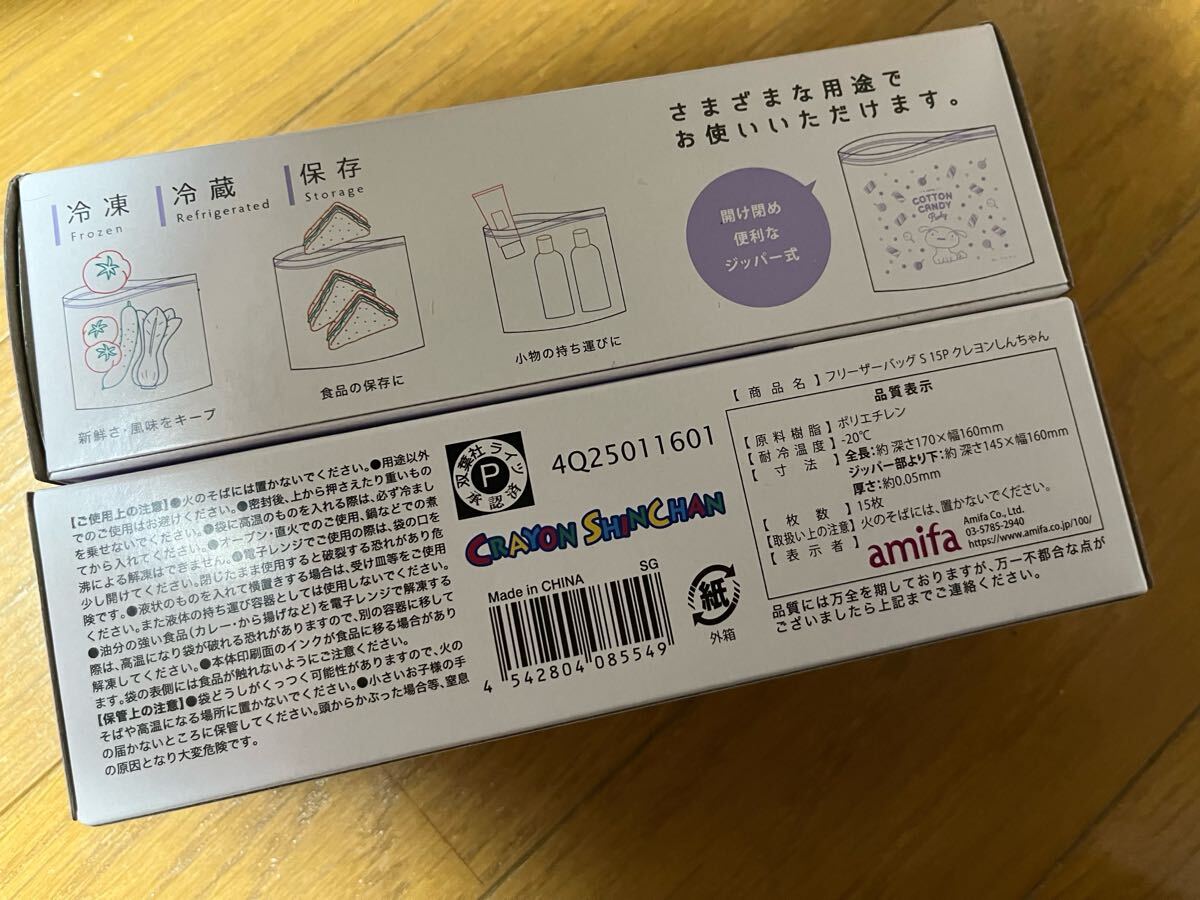 さまざまな用途で
お使いいただけます。
冷凍
Frozen
冷蔵
Refrigerated
保存
Storage
開け閉め
便利な
ジッパー式
COTTON
CANDY
新鮮さ・風味をキープ
食品の保存に
小物の持ち運びに
【ご使用上の注意】●火のそばには置かないでください。●用途以外
でのご使用はお避けください。●密封後、上から押さえたり重いもの
を乗せないでください。●袋に高温のものを入れる際は、必ず冷まし
てから入れてください。●オーブン・直火でのご使用、鍋などでの煮
沸による解凍はできません。●電子レンジでご使用の際は、袋の口を
少し開けてください。閉じたまま使用すると破裂する恐れがあり危
険です。●液状のものを入れて横置きする場合は、受け皿等をご使用
ください。また液体の持ち運び容器としては使用しないでください。
●油分の強い食品(カレー・から揚げなど)を電子レンジで解凍する
際は、高温になり袋が破れる恐れがありますので、別の容器に移して
解凍してください。●本体印刷面のインクが食品に移る場合があり
ます。袋の表側には食品が触れないようにご注意ください。
【保管上の注意】●袋どうしがくっつく可能性がありますので、火の
そばや高温になる場所に置かないでください。●小さいお子様の手
の届かないところに保管してください。頭からかぶった場合等、窒息
の原因となり大変危険です。
双葉社ライツ
P
承認済
4Q25011601
CRAYON SHINCHAN
Made in CHINA
SG
4 542804 085549
紙
外箱
【商品名】フリーザーバッグ S 15P クレヨンしんちゃん
品質表示
【原料樹脂】ポリエチレン
【耐冷温度】-20℃
【寸法】全長:約 深さ170×幅160mm
ジッパー部より下:約 深さ145×幅160mm
厚さ:約0.05mm
【枚数】15枚
【取扱い上の注意】火のそばには、置かないでください。
【表示者】amifa
Amifa Co., Ltd.
03-5785-2940
https://www.amifa.co.jp/100/
品質には万全を期しておりますが、万一不都合な点が
ございましたら上記までご連絡ください。